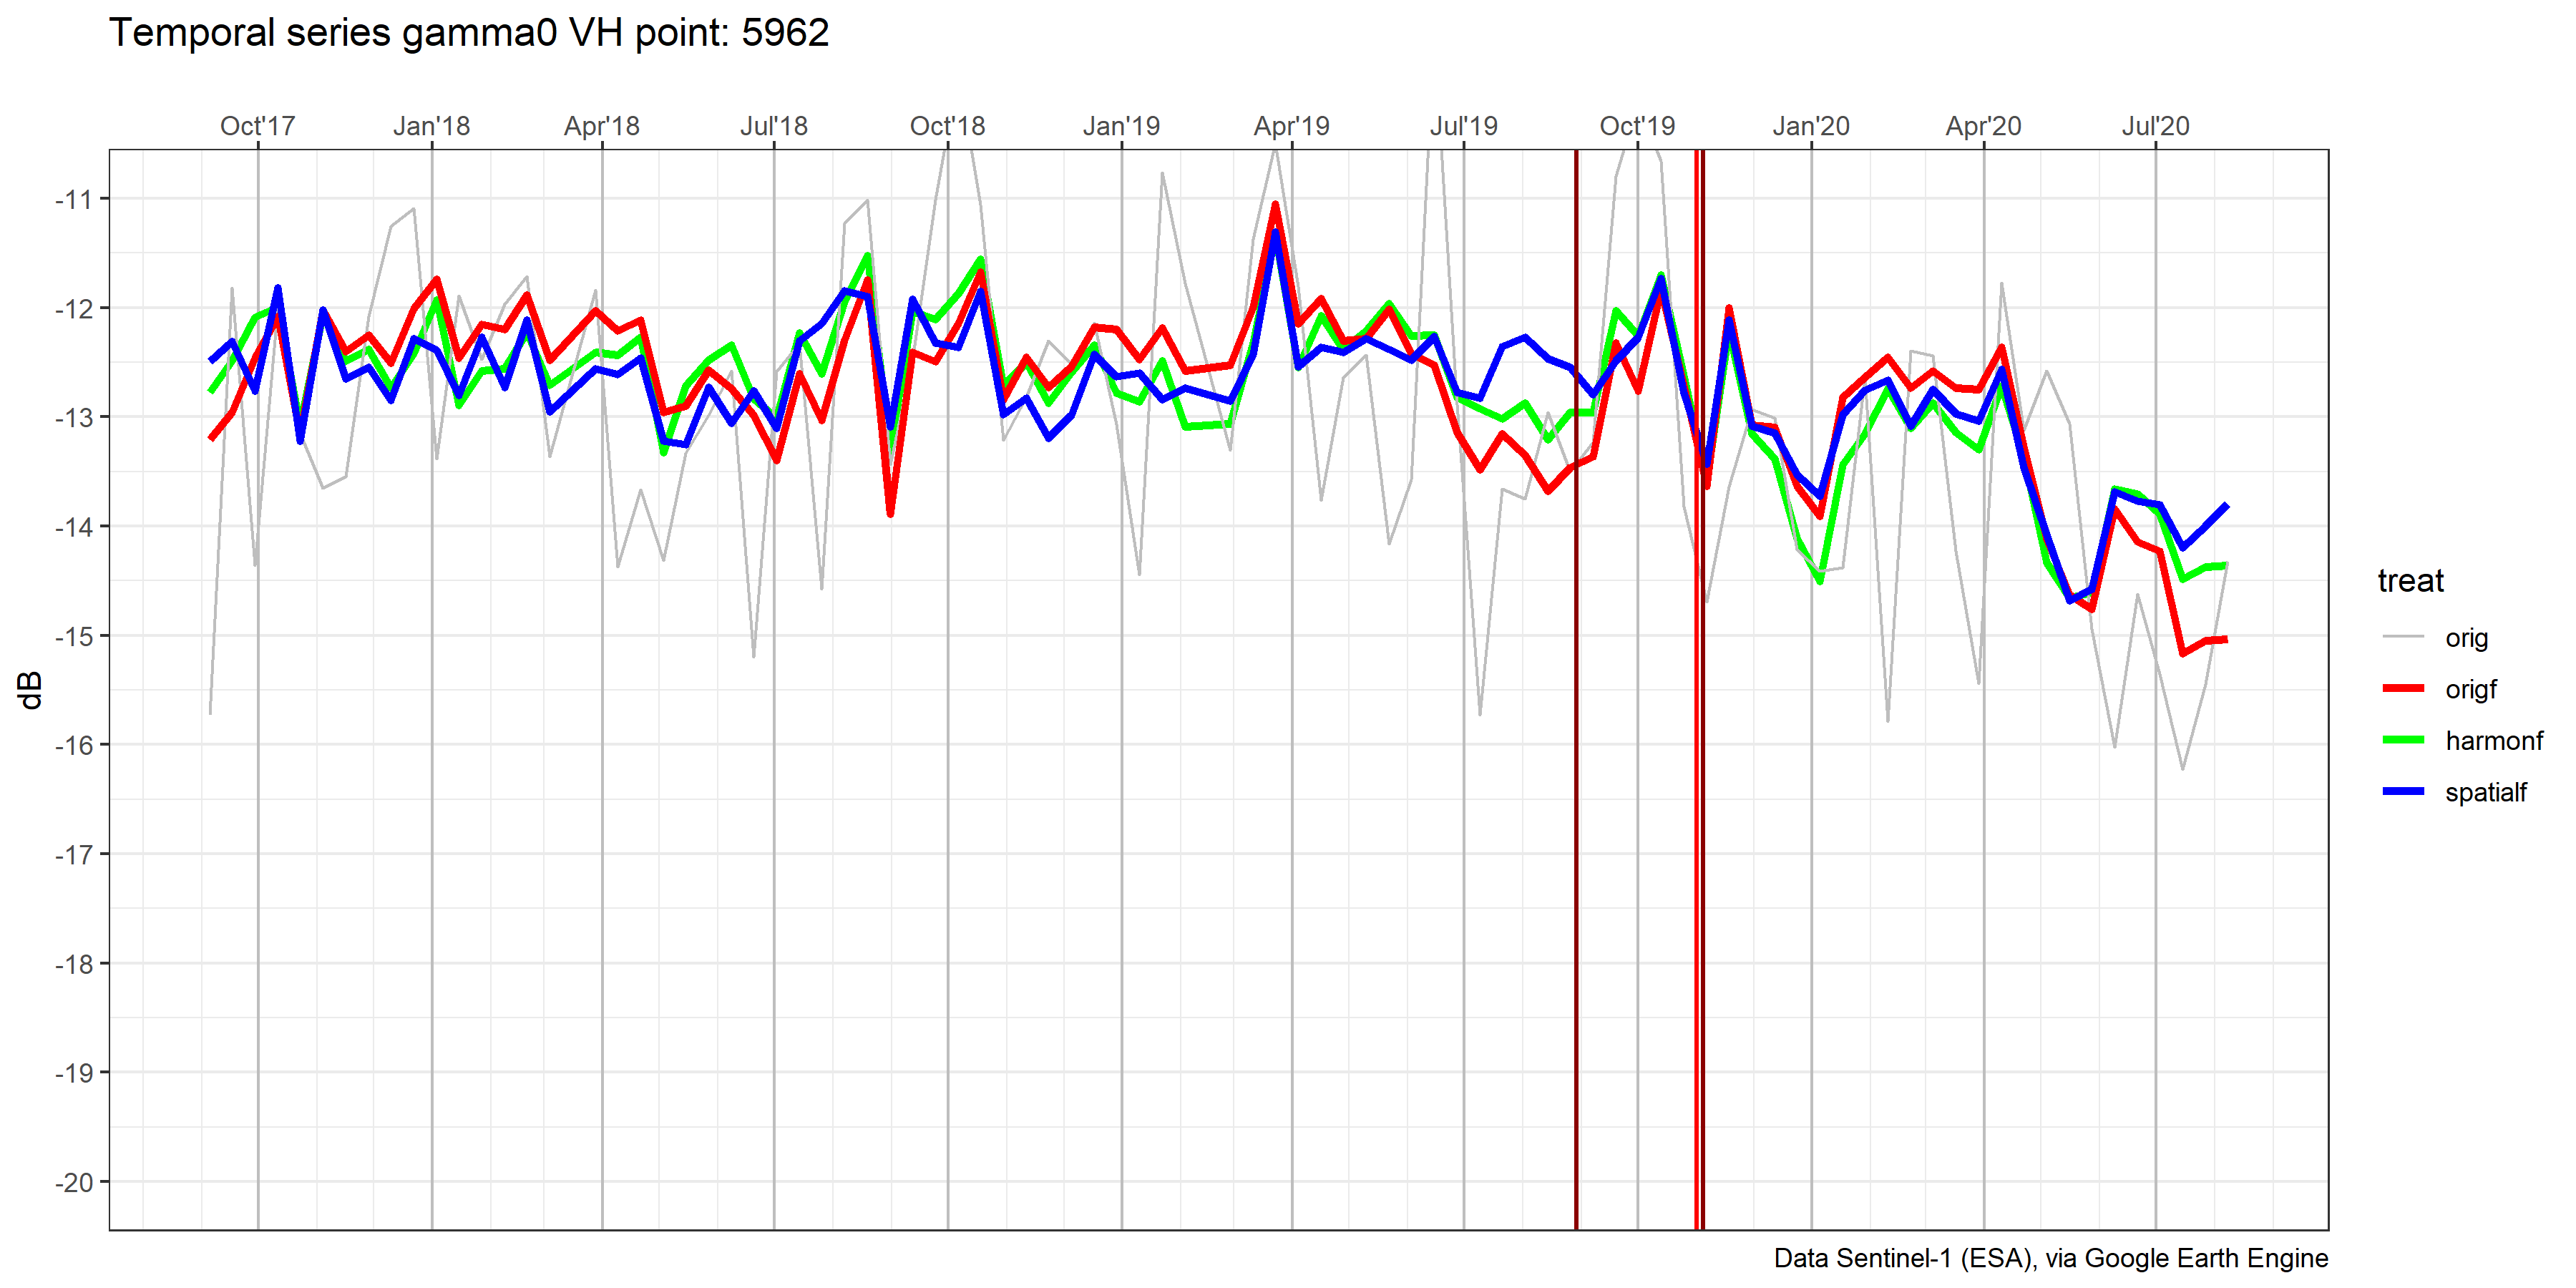 Temporal series gamma0 VH point: 5962
Oct'17 Jan'18 Apr'18 Jul'18 Oct'18 Jan'19 Apr'19 Jul'19 Oct'19 Jan'20 Apr'20 Jul'20
-11
-12
-13
-14
-15
-16
-17
-18
-19
-20
dB
treat
orig
origf
harmonf
spatialf
Data Sentinel-1 (ESA), via Google Earth Engine